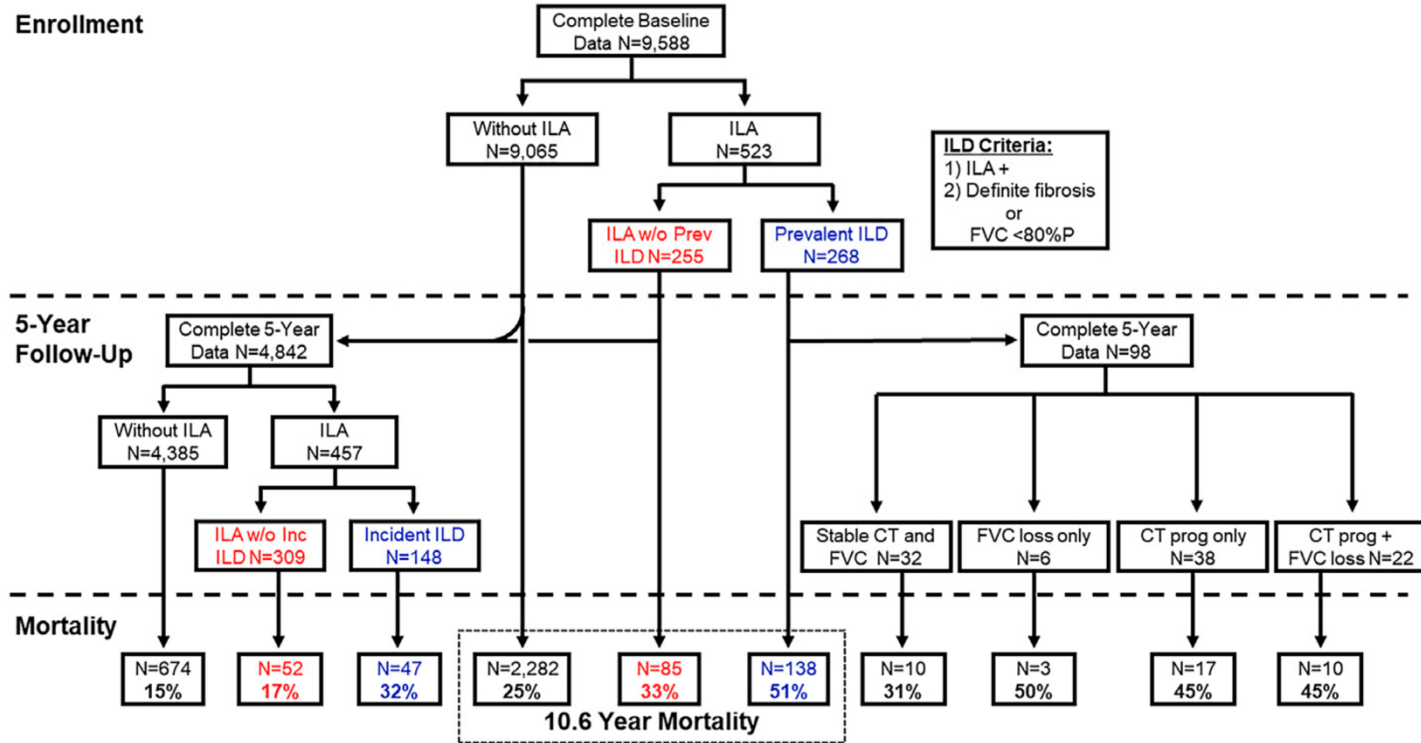 Enrollment
Complete Baseline
Data N=9,588
Without ILA
N=9,065
ILA
N=523
ILD Criteria:
1) ILA +
2) Definite fibrosis
or
FVC <80%P
ILA w/o Prev
ILD N=255
Prevalent ILD
N=268
5-Year
Follow-Up
Complete 5-Year
Data N=4,842
Complete 5-Year
Data N=98
Without ILA
N=4,385
ILA
N=457
ILA w/o Inc
ILD N=309
Incident ILD
N=148
Stable CT and
FVC N=32
FVC loss only
N=6
CT prog only
N=38
CT prog +
FVC loss N=22
Mortality
N=674
15%
N=52
17%
N=47
32%
N=2,282
25%
N=85
33%
N=138
51%
N=10
31%
N=3
50%
N=17
45%
N=10
45%
10.6 Year Mortality